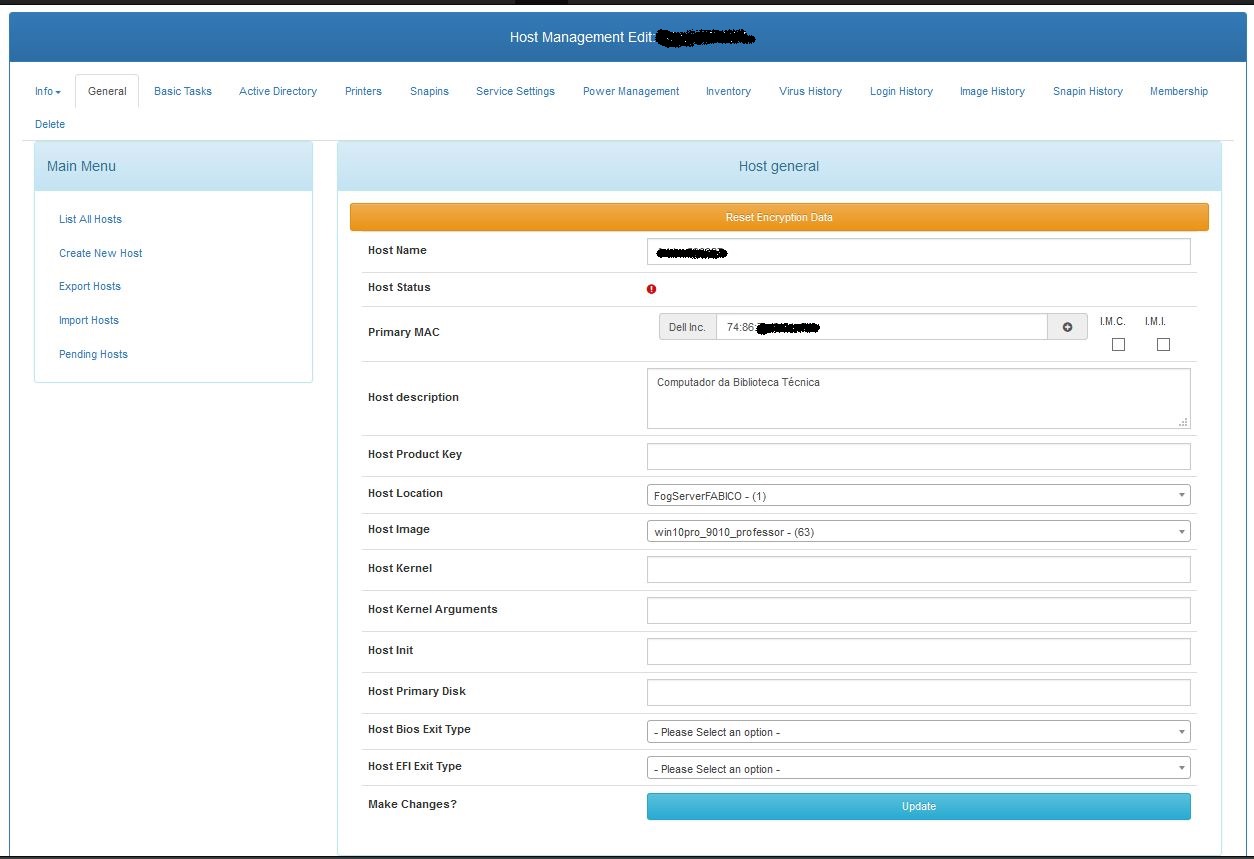 Host Management Edit:
Info
General
Basic Tasks
Active Directory
Printers
Snapins
Service Settings
Power Management
Inventory
Virus History
Login History
Image History
Snapin History
Membership
Delete
Main Menu
List All Hosts
Create New Host
Export Hosts
Import Hosts
Pending Hosts
Host general
Reset Encryption Data
Host Name
Host Status
Primary MAC
Dell Inc.
74:86:
I.M.C.
I.M.I.
Host description
Computador da Biblioteca Técnica
Host Product Key
Host Location
FogServerFABICO - (1)
Host Image
win10pro_9010_professor - (63)
Host Kernel
Host Kernel Arguments
Host Init
Host Primary Disk
Host Bios Exit Type
- Please Select an option -
Host EFI Exit Type
- Please Select an option -
Make Changes?
Update